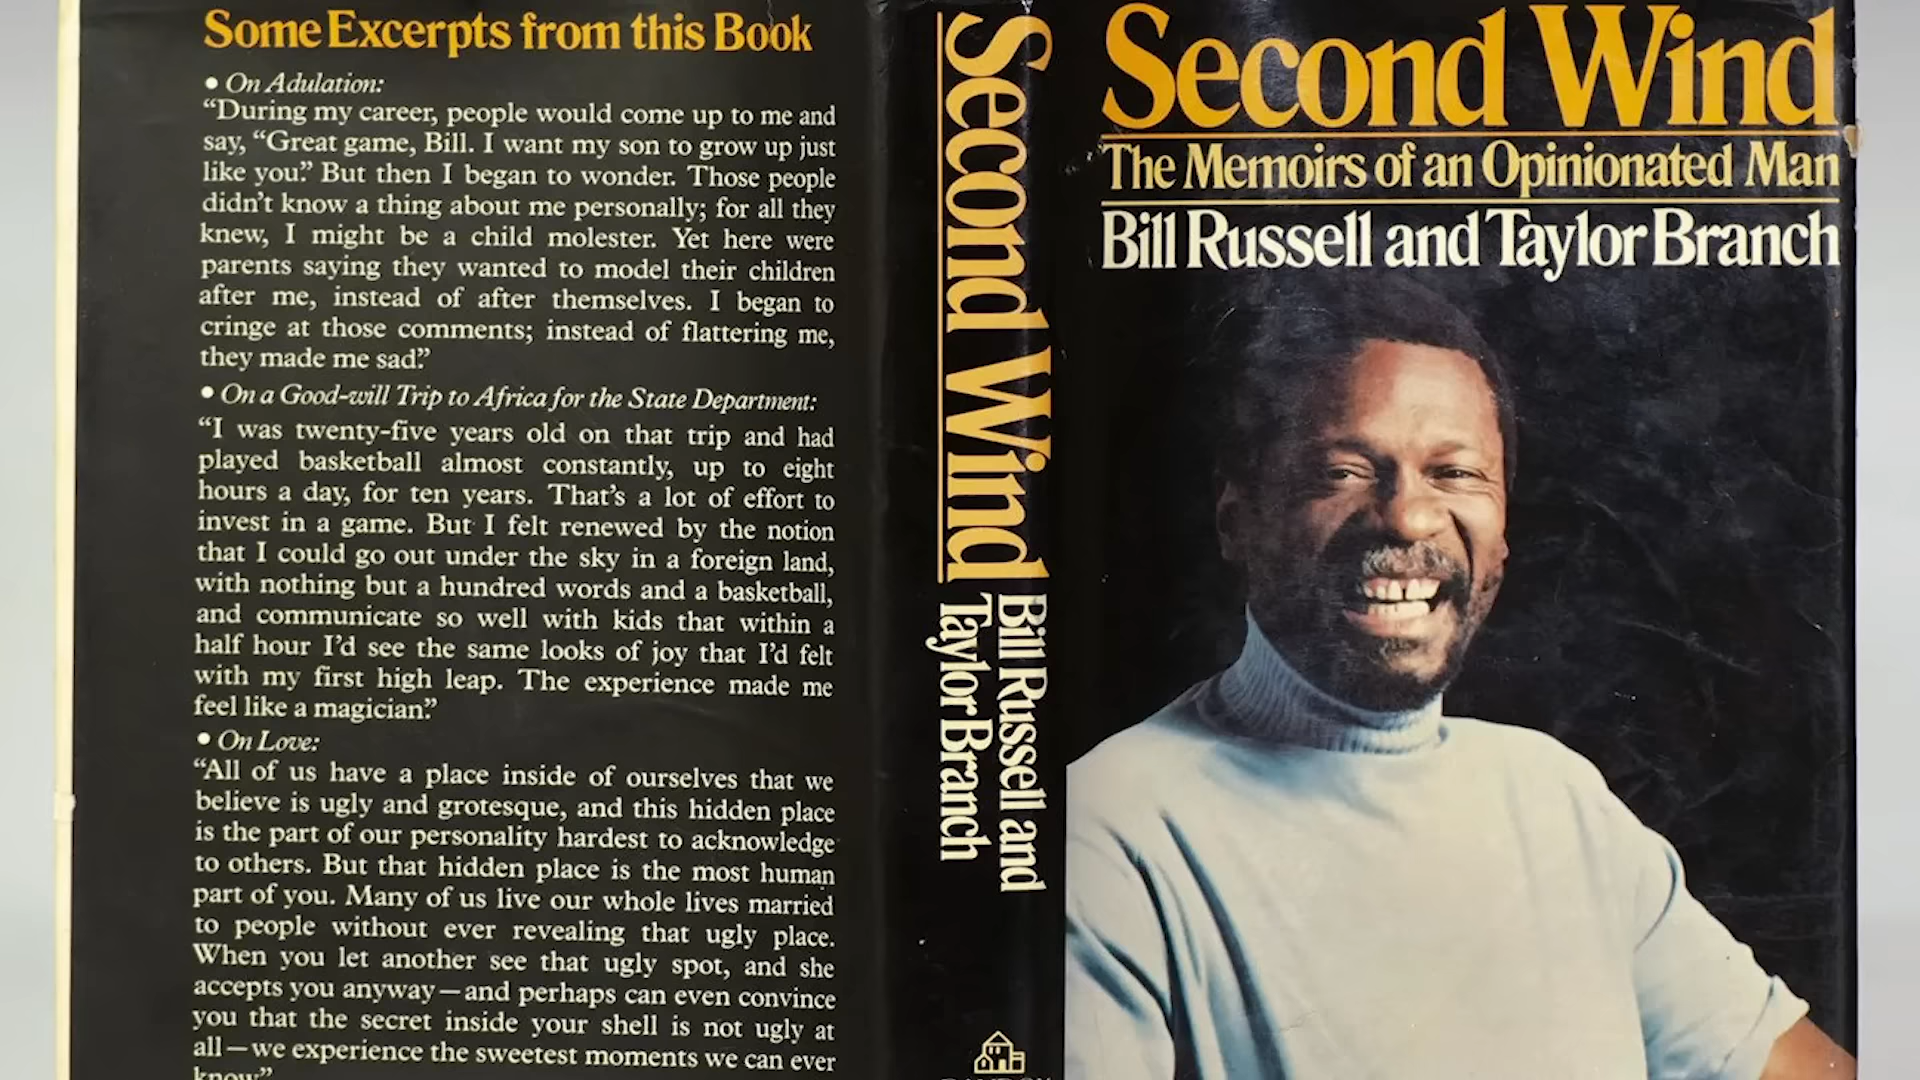 Some Excerpts from this Book
• On Adulation:
“During my career, people would come up to me and
say, “Great game, Bill. I want my son to grow up just
like you.” But then I began to wonder. Those people
didn’t know a thing about me personally; for all they
knew, I might be a child molester. Yet here were
parents saying they wanted to model their children
after me, instead of after themselves. I began to
cringe at those comments; instead of flattering me,
they made me sad.”
• On a Good-will Trip to Africa for the State Department:
“I was twenty-five years old on that trip and had
played basketball almost constantly, up to eight
hours a day, for ten years. That’s a lot of effort to
invest in a game. But I felt renewed by the notion
that I could go out under the sky in a foreign land,
with nothing but a hundred words and a basketball,
and communicate so well with kids that within a
half hour I’d see the same looks of joy that I’d felt
with my first high leap. The experience made me
feel like a magician.”
• On Love:
“All of us have a place inside of ourselves that we
believe is ugly and grotesque, and this hidden place
is the part of our personality hardest to acknowledge
to others. But that hidden place is the most human
part of you. Many of us live our whole lives married
to people without ever revealing that ugly place.
When you let another see that ugly spot, and she
accepts you anyway—and perhaps can even convince
you that the secret inside your shell is not ugly at
all—we experience the sweetest moments we can ever
know.”
Second Wind
Bill Russell and
Taylor Branch
Second Wind
The Memoirs of an Opinionated Man
Bill Russell and Taylor Branch